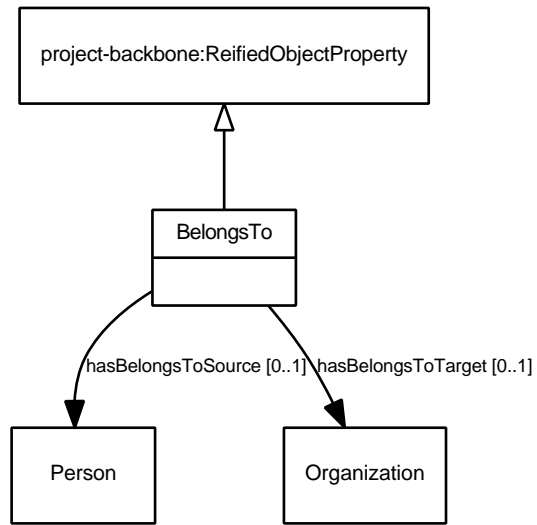 project-backbone:ReifiedObjectProperty
BelongsTo
hasBelongsToSource [0..1]
hasBelongsToTarget [0..1]
Person
Organization